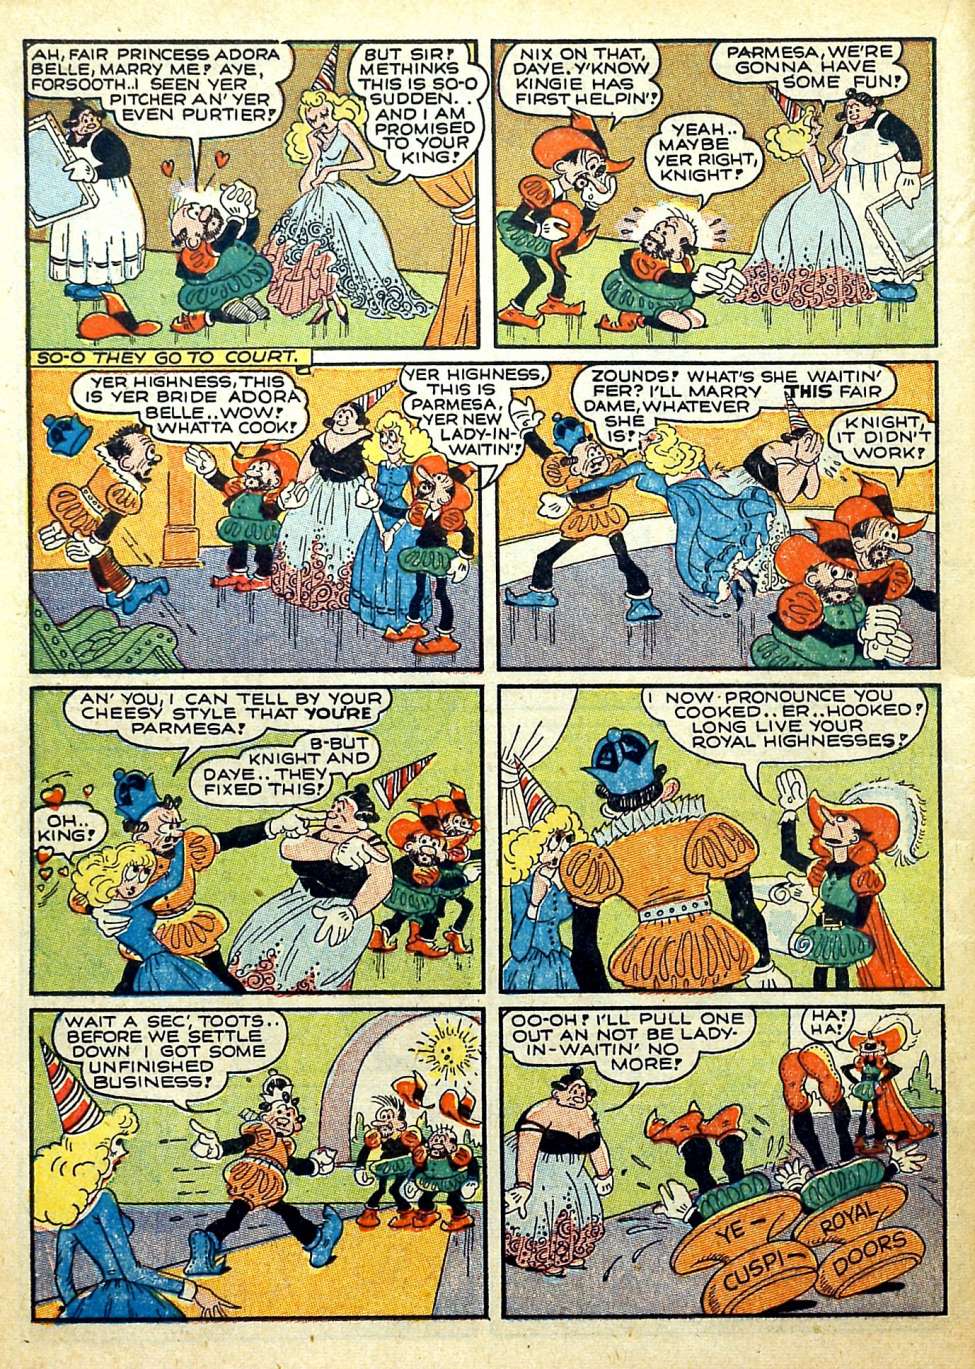 AH, FAIR PRINCESS ADORA
BELLE, MARRY ME? AYE,
FORSOOTH..I SEEN YER
PITCHER AN' YER
EVEN PURTIER!
BUT SIR!
METHINKS
THIS IS SO-O
SUDDEN..
AND I AM
PROMISED
TO YOUR
KING!
NIX ON THAT,
DAYE. Y'KNOW
KINGIE HAS
FIRST HELPIN'!
YEAH..
MAYBE
YER RIGHT,
KNIGHT!
PARMESA, WE'RE
GONNA HAVE
SOME FUN!
SO-O THEY GO TO COURT.
YER HIGHNESS, THIS
IS YER BRIDE ADORA
BELLE..WOW!
WHATTA COOK!
YER HIGHNESS,
THIS IS
PARMESA,
YER NEW
LADY-IN-
WAITIN'!
ZOUNDS! WHAT'S SHE WAITIN'
FER? I'LL MARRY THIS FAIR
DAME, WHATEVER
SHE
IS!
KNIGHT,
IT DIDN'T
WORK!
AN' YOU, I CAN TELL BY YOUR
CHEESY STYLE THAT YOU'RE
PARMESA!
B-BUT
KNIGHT AND
DAYE.. THEY
FIXED THIS!
OH..
KING!
I NOW PRONOUNCE YOU
COOKED..ER..HOOKED!
LONG LIVE YOUR
ROYAL HIGHNESSES!
WAIT A SEC', TOOTS..
BEFORE WE SETTLE
DOWN I GOT SOME
UNFINISHED
BUSINESS!
OO-OH! I'LL PULL ONE
OUT AN NOT BE LADY-
IN-WAITIN' NO
MORE!
HA!
HA!
YE -
CUSPI-
ROYAL
DOORS